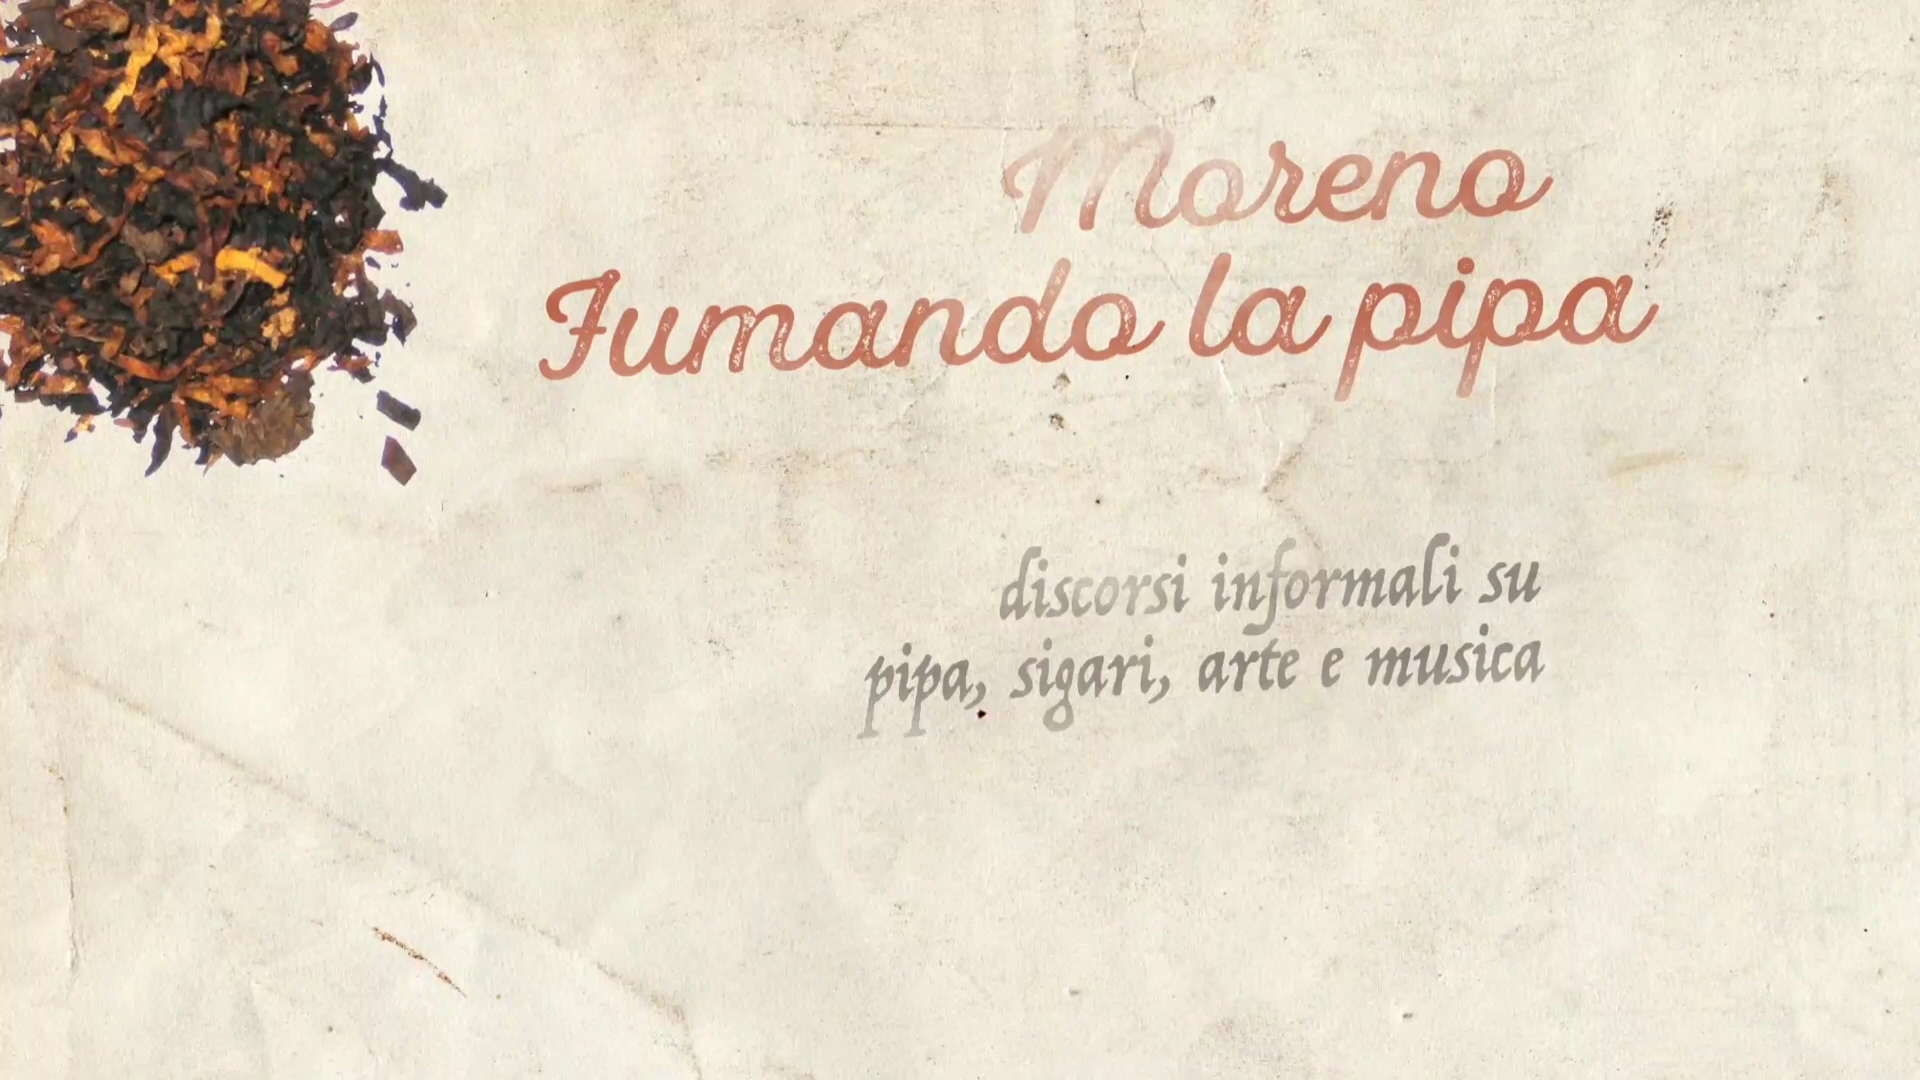 Moreno
Fumando la pipa
discorsi informali su
pipa, sigari, arte e musica